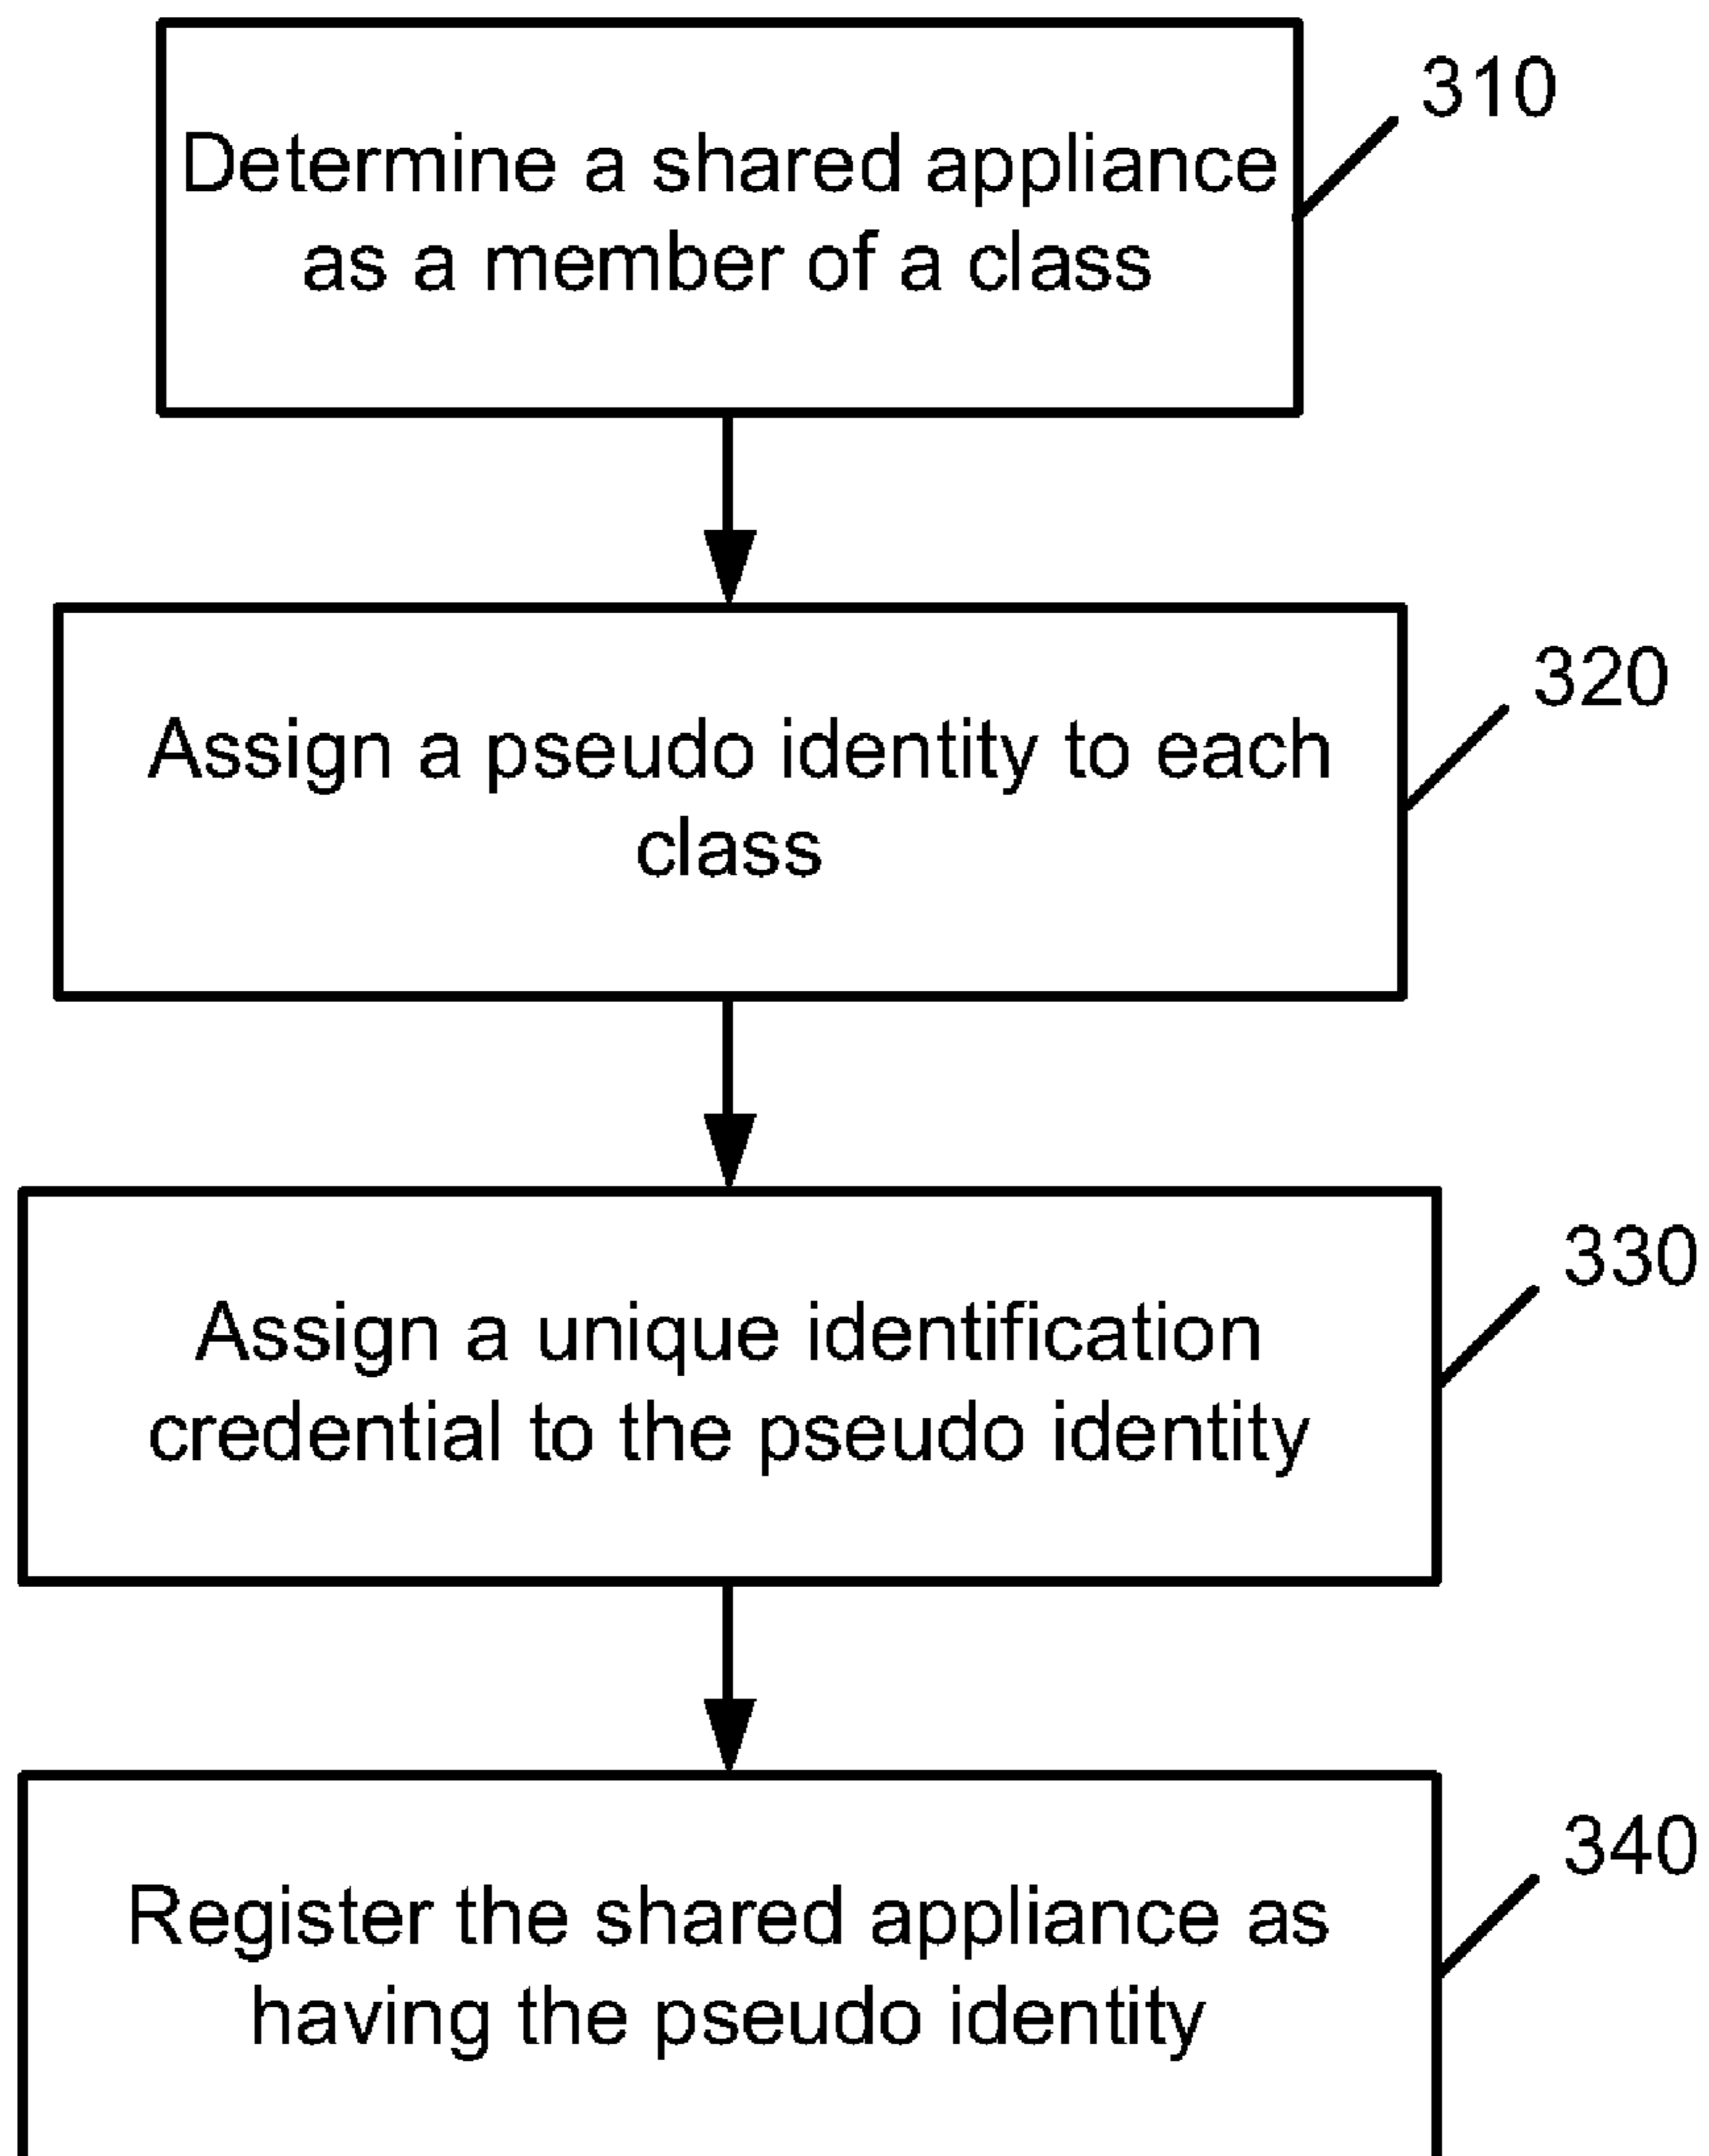 310
Determine a shared appliance
as a member of a class
320
Assign a pseudo identity to each
class
330
Assign a unique identification
credential to the pseudo identity
340
Register the shared appliance as
having the pseudo identity